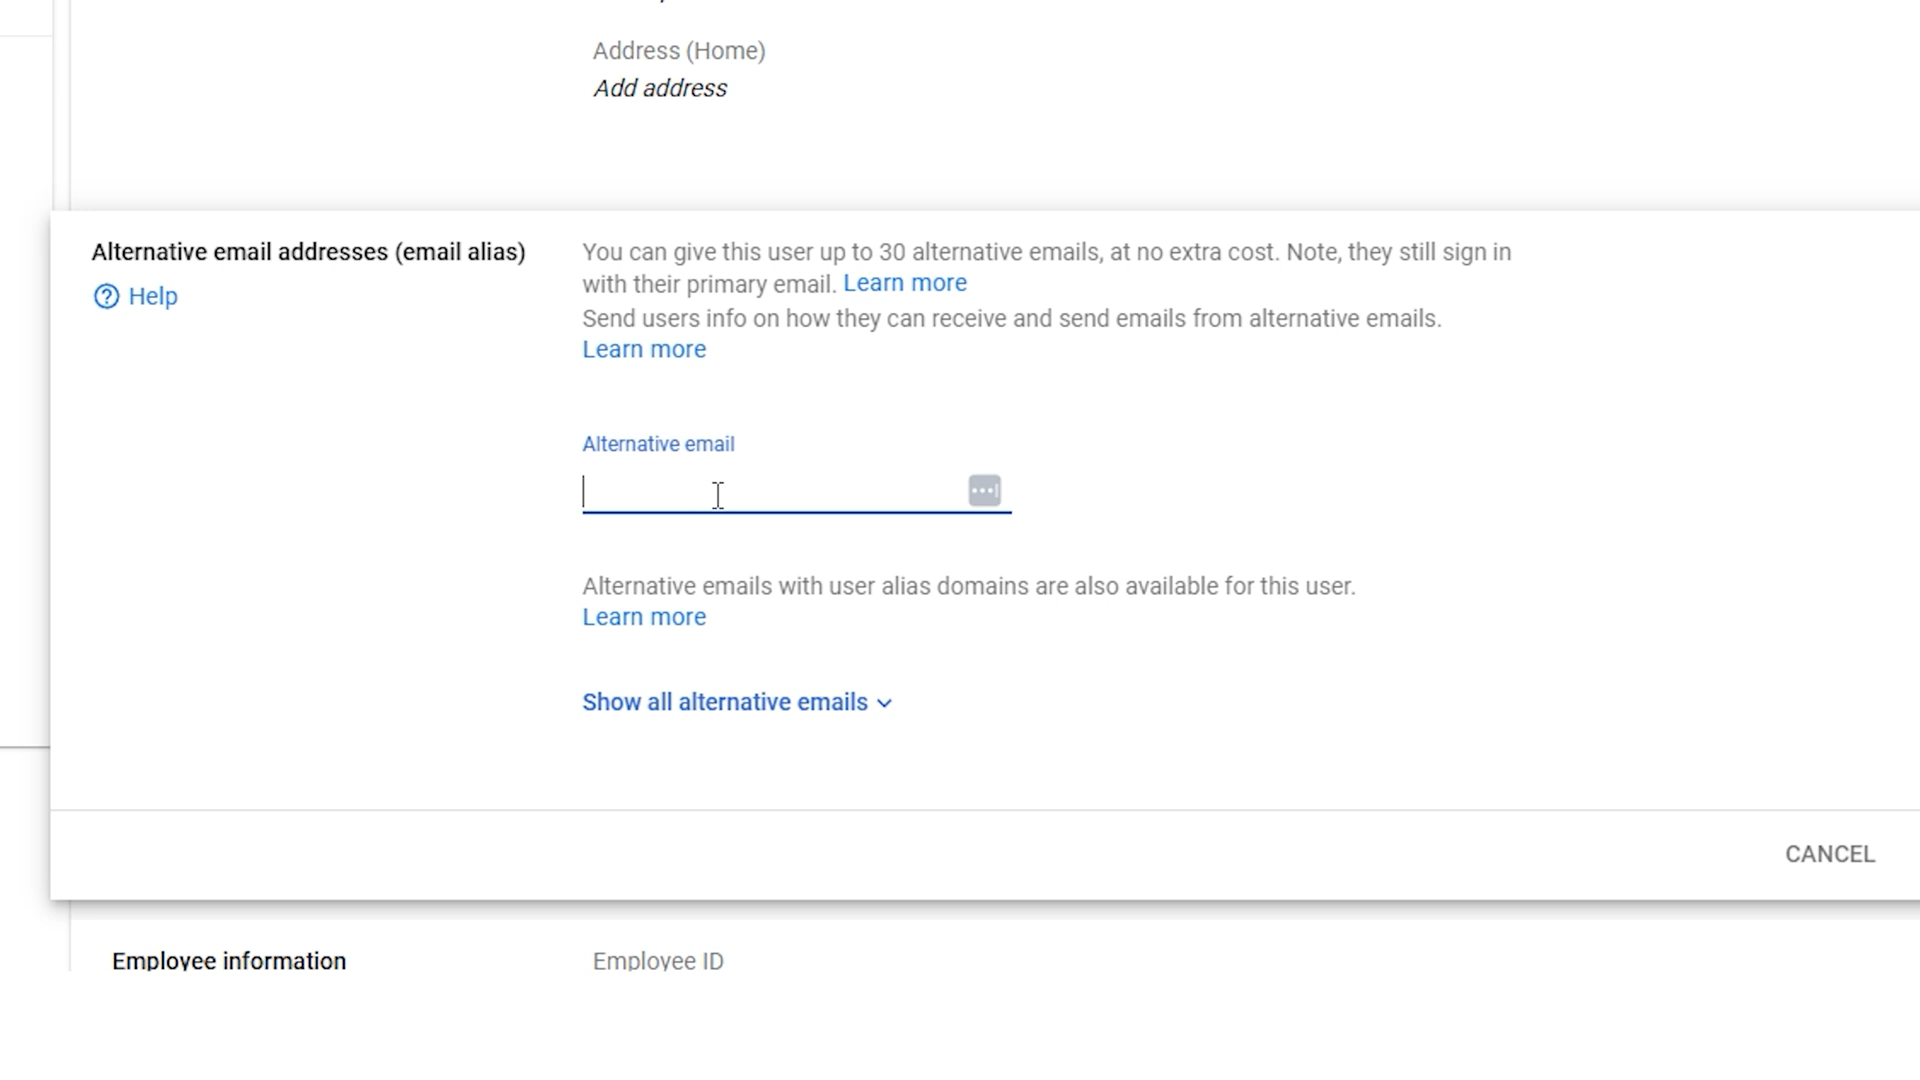 Address (Home)
Add address
Alternative email addresses (email alias)
Help
You can give this user up to 30 alternative emails, at no extra cost. Note, they still sign in
with their primary email. Learn more
Send users info on how they can receive and send emails from alternative emails.
Learn more
Alternative email
Alternative emails with user alias domains are also available for this user.
Learn more
Show all alternative emails
CANCEL
Employee information
Employee ID